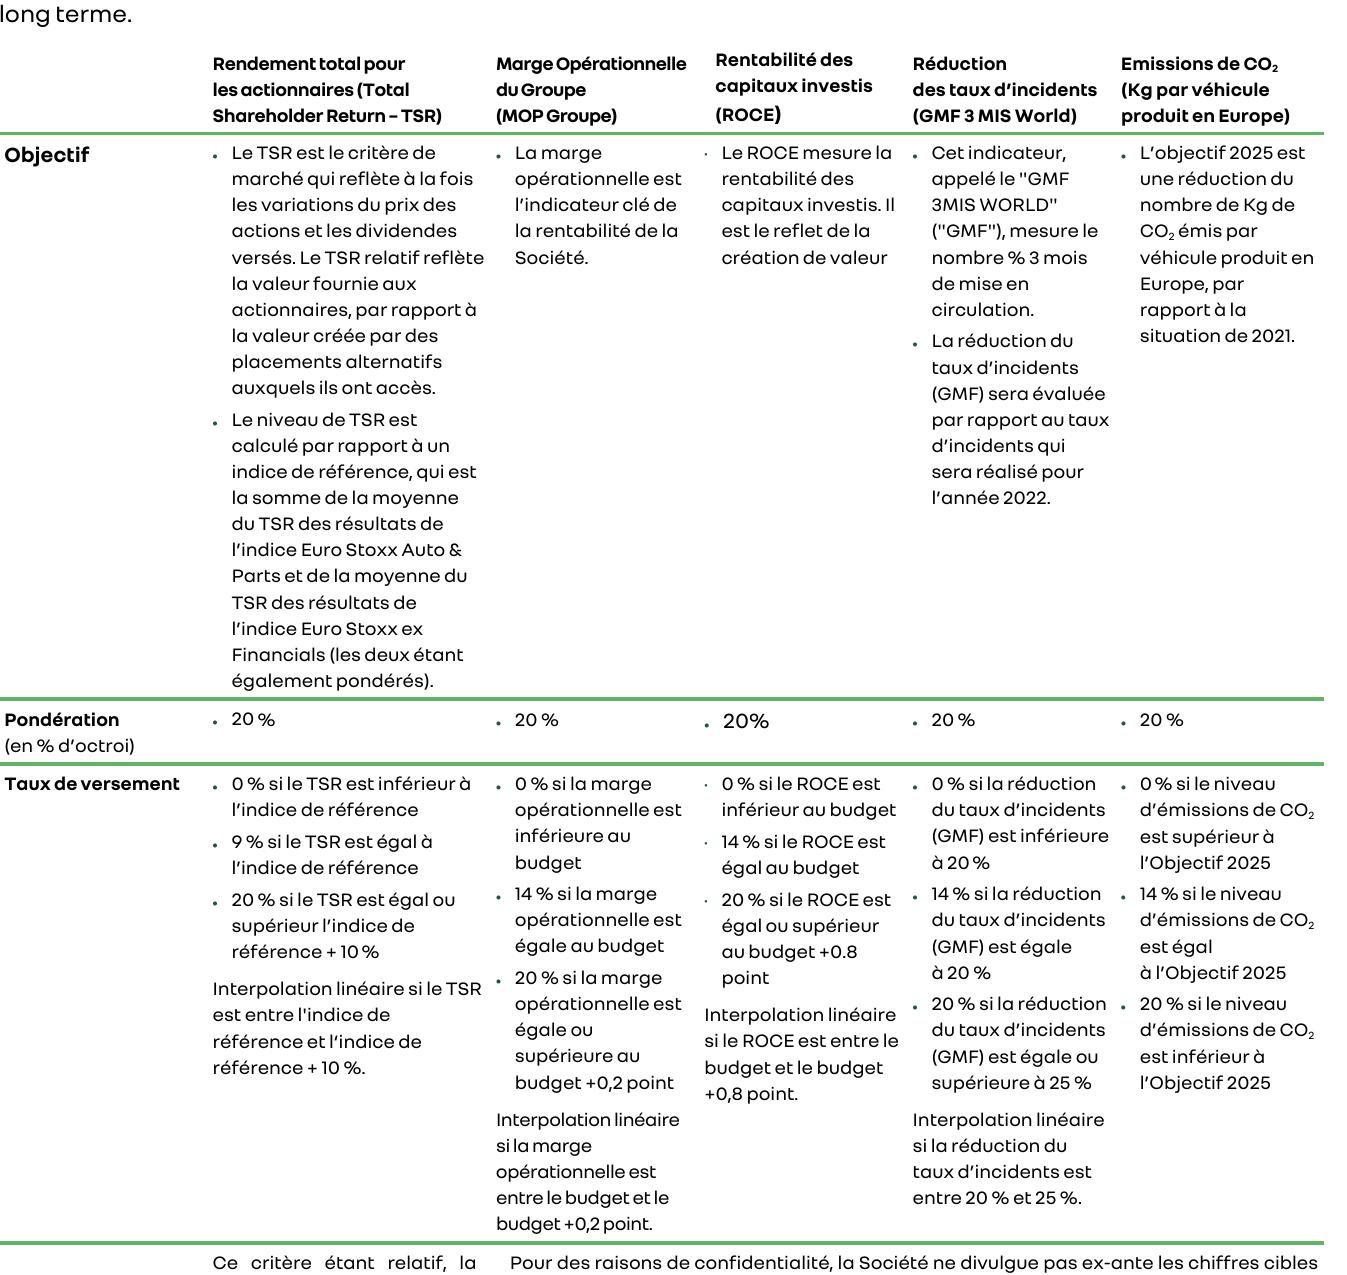 long terme.
Rendement total pour
les actionnaires (Total
Shareholder Return – TSR)
Marge Opérationnelle
du Groupe
(MOP Groupe)
Rentabilité des
capitaux investis
(ROCE)
Réduction
des taux d’incidents
(GMF 3 MIS World)
Emissions de CO₂
(Kg par véhicule
produit en Europe)
Objectif
• Le TSR est le critère de
marché qui reflète à la fois
les variations du prix des
actions et les dividendes
versés. Le TSR relatif reflète
la valeur fournie aux
actionnaires, par rapport à
la valeur créée par des
placements alternatifs
auxquels ils ont accès.
• Le niveau de TSR est
calculé par rapport à un
indice de référence, qui est
la somme de la moyenne
du TSR des résultats de
l’indice Euro Stoxx Auto &
Parts et de la moyenne du
TSR des résultats de
l’indice Euro Stoxx ex
Financials (les deux étant
également pondérés).
• La marge
opérationnelle est
l’indicateur clé de
la rentabilité de la
Société.
· Le ROCE mesure la
rentabilité des
capitaux investis. Il
est le reflet de la
création de valeur
• Cet indicateur,
appelé le "GMF
3MIS WORLD"
("GMF"), mesure le
nombre % 3 mois
de mise en
circulation.
• La réduction du
taux d’incidents
(GMF) sera évaluée
par rapport au taux
d’incidents qui
sera réalisé pour
l’année 2022.
• L’objectif 2025 est
une réduction du
nombre de Kg de
CO₂ émis par
véhicule produit en
Europe, par
rapport à la
situation de 2021.
Pondération
(en % d’octroi)
• 20 %
• 20 %
• 20%
• 20 %
• 20 %
Taux de versement
• 0 % si le TSR est inférieur à
l’indice de référence
• 9 % si le TSR est égal à
l’indice de référence
• 20 % si le TSR est égal ou
supérieur l’indice de
référence + 10 %
Interpolation linéaire si le TSR
est entre l'indice de
référence et l’indice de
référence + 10 %.
• 0 % si la marge
opérationnelle est
inférieure au
budget
• 14 % si la marge
opérationnelle est
égale au budget
• 20 % si la marge
opérationnelle est
égale ou
supérieure au
budget +0,2 point
Interpolation linéaire
si la marge
opérationnelle est
entre le budget et le
budget +0,2 point.
· 0 % si le ROCE est
inférieur au budget
· 14 % si le ROCE est
égal au budget
· 20 % si le ROCE est
égal ou supérieur
au budget +0.8
point
Interpolation linéaire
si le ROCE est entre le
budget et le budget
+0,8 point.
• 0 % si la réduction
du taux d’incidents
(GMF) est inférieure
à 20 %
• 14 % si la réduction
du taux d’incidents
(GMF) est égale
à 20 %
• 20 % si la réduction
du taux d’incidents
(GMF) est égale ou
supérieure à 25 %
Interpolation linéaire
si la réduction du
taux d’incidents est
entre 20 % et 25 %.
• 0 % si le niveau
d’émissions de CO₂
est supérieur à
l’Objectif 2025
• 14 % si le niveau
d’émissions de CO₂
est égal
à l’Objectif 2025
• 20 % si le niveau
d’émissions de CO₂
est inférieur à
l’Objectif 2025
Ce critère étant relatif, la
Pour des raisons de confidentialité, la Société ne divulgue pas ex-ante les chiffres cibles